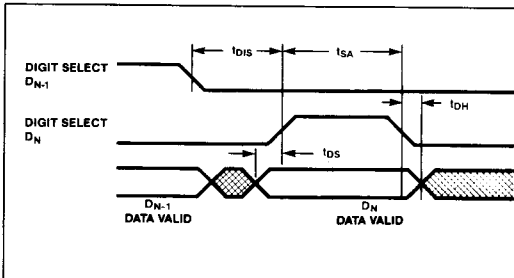 tDIS
tSA
DIGIT SELECT
DN-1
tDH
DIGIT SELECT
DN
tDS
DN-1
DATA VALID
DN
DATA VALID